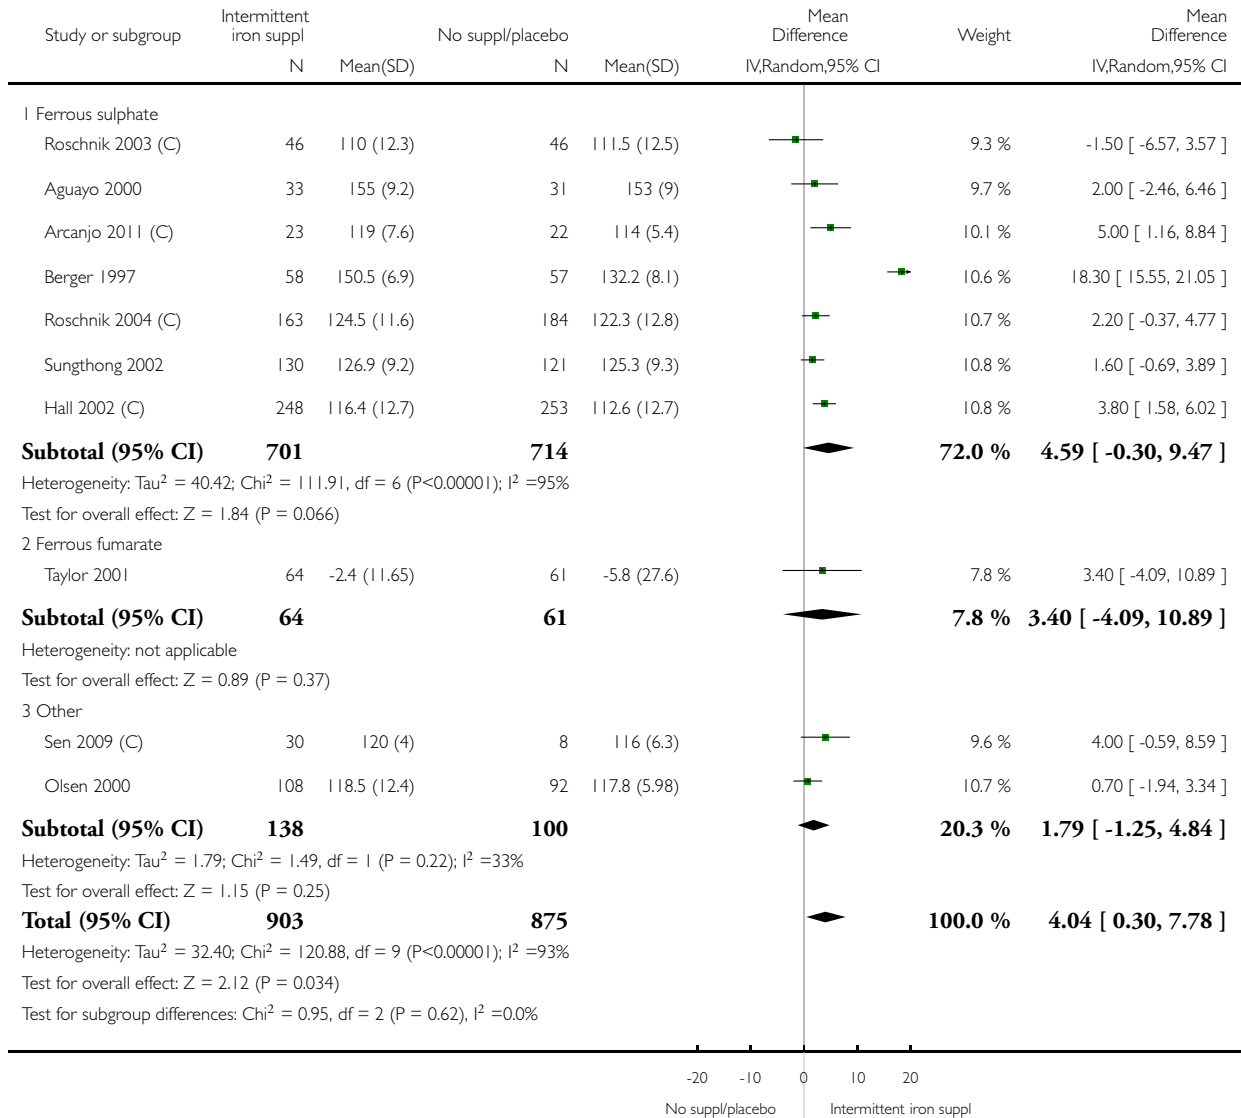 Study or subgroup Intermittent iron suppl No suppl/placebo Mean Difference Weight Mean Difference
N Mean(SD) N Mean(SD) IV,Random,95% CI IV,Random,95% CI
1 Ferrous sulphate
Roschnik 2003 (C) 46 110 (12.3) 46 111.5 (12.5) 9.3 % -1.50 [ -6.57, 3.57 ]
Aguayo 2000 33 155 (9.2) 31 153 (9) 9.7 % 2.00 [ -2.46, 6.46 ]
Arcanjo 2011 (C) 23 119 (7.6) 22 114 (5.4) 10.1 % 5.00 [ 1.16, 8.84 ]
Berger 1997 58 150.5 (6.9) 57 132.2 (8.1) 10.6 % 18.30 [ 15.55, 21.05 ]
Roschnik 2004 (C) 163 124.5 (11.6) 184 122.3 (12.8) 10.7 % 2.20 [ -0.37, 4.77 ]
Sungthong 2002 130 126.9 (9.2) 121 125.3 (9.3) 10.8 % 1.60 [ -0.69, 3.89 ]
Hall 2002 (C) 248 116.4 (12.7) 253 112.6 (12.7) 10.8 % 3.80 [ 1.58, 6.02 ]
Subtotal (95% CI) 701 714 72.0 % 4.59 [ -0.30, 9.47 ]
Heterogeneity: Tau² = 40.42; Chi² = 111.91, df = 6 (P<0.00001); I² =95%
Test for overall effect: Z = 1.84 (P = 0.066)
2 Ferrous fumarate
Taylor 2001 64 -2.4 (11.65) 61 -5.8 (27.6) 7.8 % 3.40 [ -4.09, 10.89 ]
Subtotal (95% CI) 64 61 7.8 % 3.40 [ -4.09, 10.89 ]
Heterogeneity: not applicable
Test for overall effect: Z = 0.89 (P = 0.37)
3 Other
Sen 2009 (C) 30 120 (4) 8 116 (6.3) 9.6 % 4.00 [ -0.59, 8.59 ]
Olsen 2000 108 118.5 (12.4) 92 117.8 (5.98) 10.7 % 0.70 [ -1.94, 3.34 ]
Subtotal (95% CI) 138 100 20.3 % 1.79 [ -1.25, 4.84 ]
Heterogeneity: Tau² = 1.79; Chi² = 1.49, df = 1 (P = 0.22); I² =33%
Test for overall effect: Z = 1.15 (P = 0.25)
Total (95% CI) 903 875 100.0 % 4.04 [ 0.30, 7.78 ]
Heterogeneity: Tau² = 32.40; Chi² = 120.88, df = 9 (P<0.00001); I² =93%
Test for overall effect: Z = 2.12 (P = 0.034)
Test for subgroup differences: Chi² = 0.95, df = 2 (P = 0.62), I² =0.0%
-20 -10 0 10 20
No suppl/placebo Intermittent iron suppl